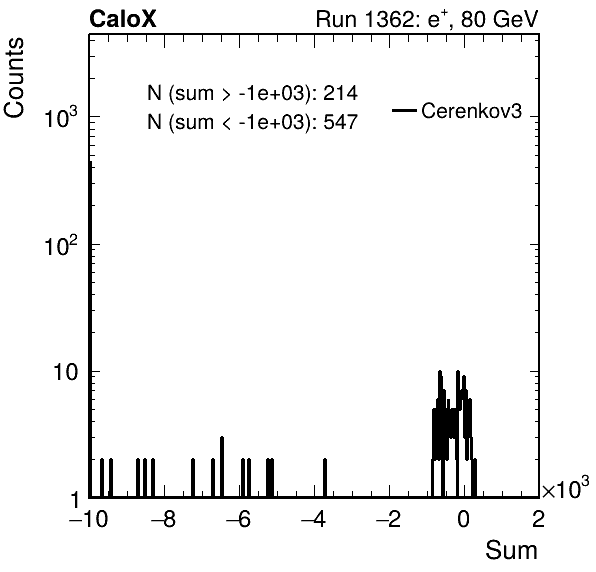 CaloX Run 1362: e⁺, 80 GeV
Counts
N (sum > -1e+03): 214
N (sum < -1e+03): 547
Cerenkov3
10³
10²
10
1
−10 −8 −6 −4 −2 0 2
×10³
Sum